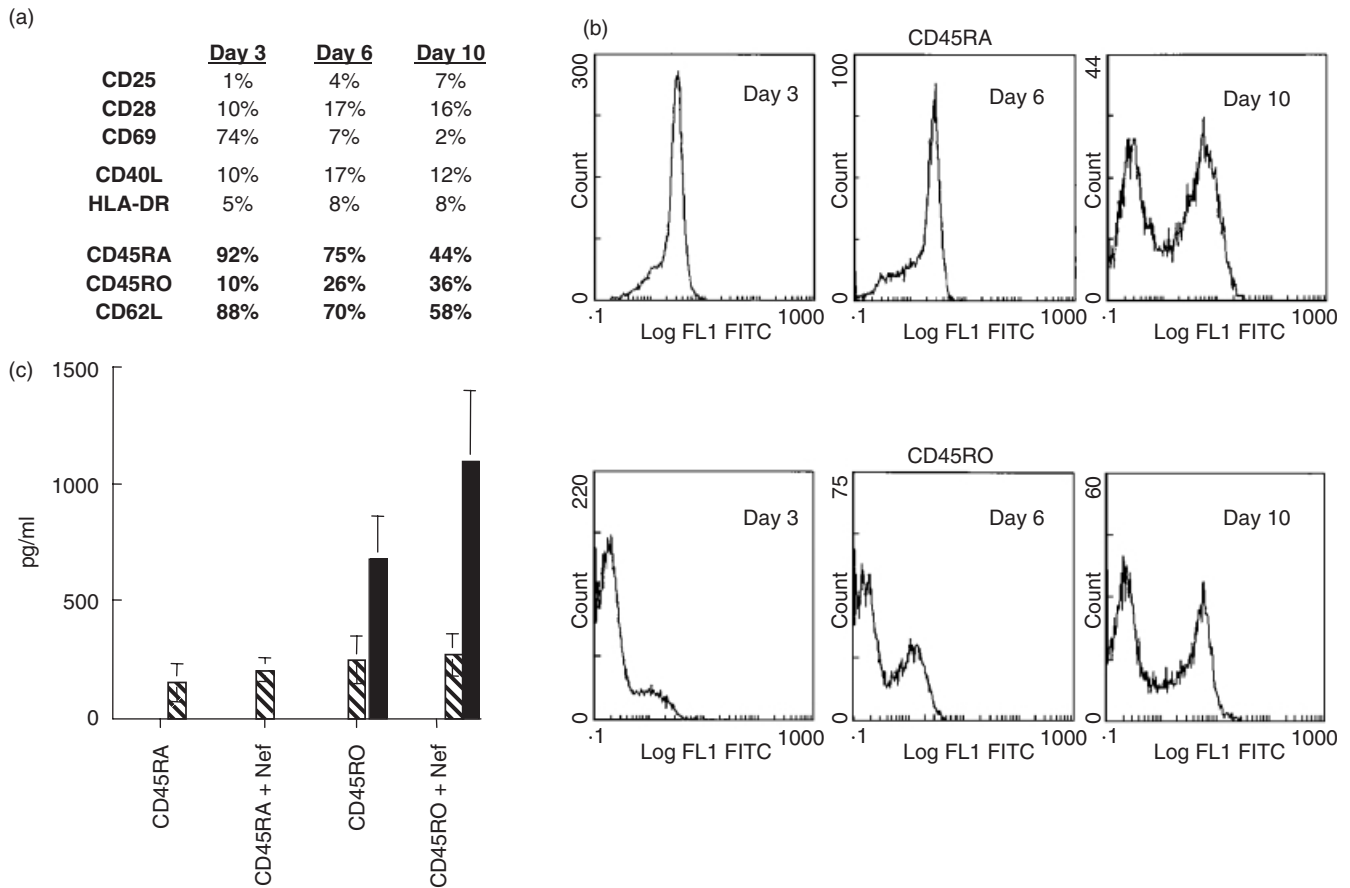 (a)
Day 3 Day 6 Day 10
CD25 1% 4% 7%
CD28 10% 17% 16%
CD69 74% 7% 2%
CD40L 10% 17% 12%
HLA-DR 5% 8% 8%
CD45RA 92% 75% 44%
CD45RO 10% 26% 36%
CD62L 88% 70% 58%
(b)
CD45RA
300
Count
0
Day 3
·1 1000
Log FL1 FITC
100
Count
0
Day 6
·1 1000
Log FL1 FITC
44
Count
0
Day 10
·1 1000
Log FL1 FITC
CD45RO
220
Count
0
Day 3
·1 1000
Log FL1 FITC
75
Count
0
Day 6
·1 1000
Log FL1 FITC
60
Count
0
Day 10
·1 1000
Log FL1 FITC
(c)
1500
1000
500
0
pg/ml
CD45RA
CD45RA + Nef
CD45RO
CD45RO + Nef